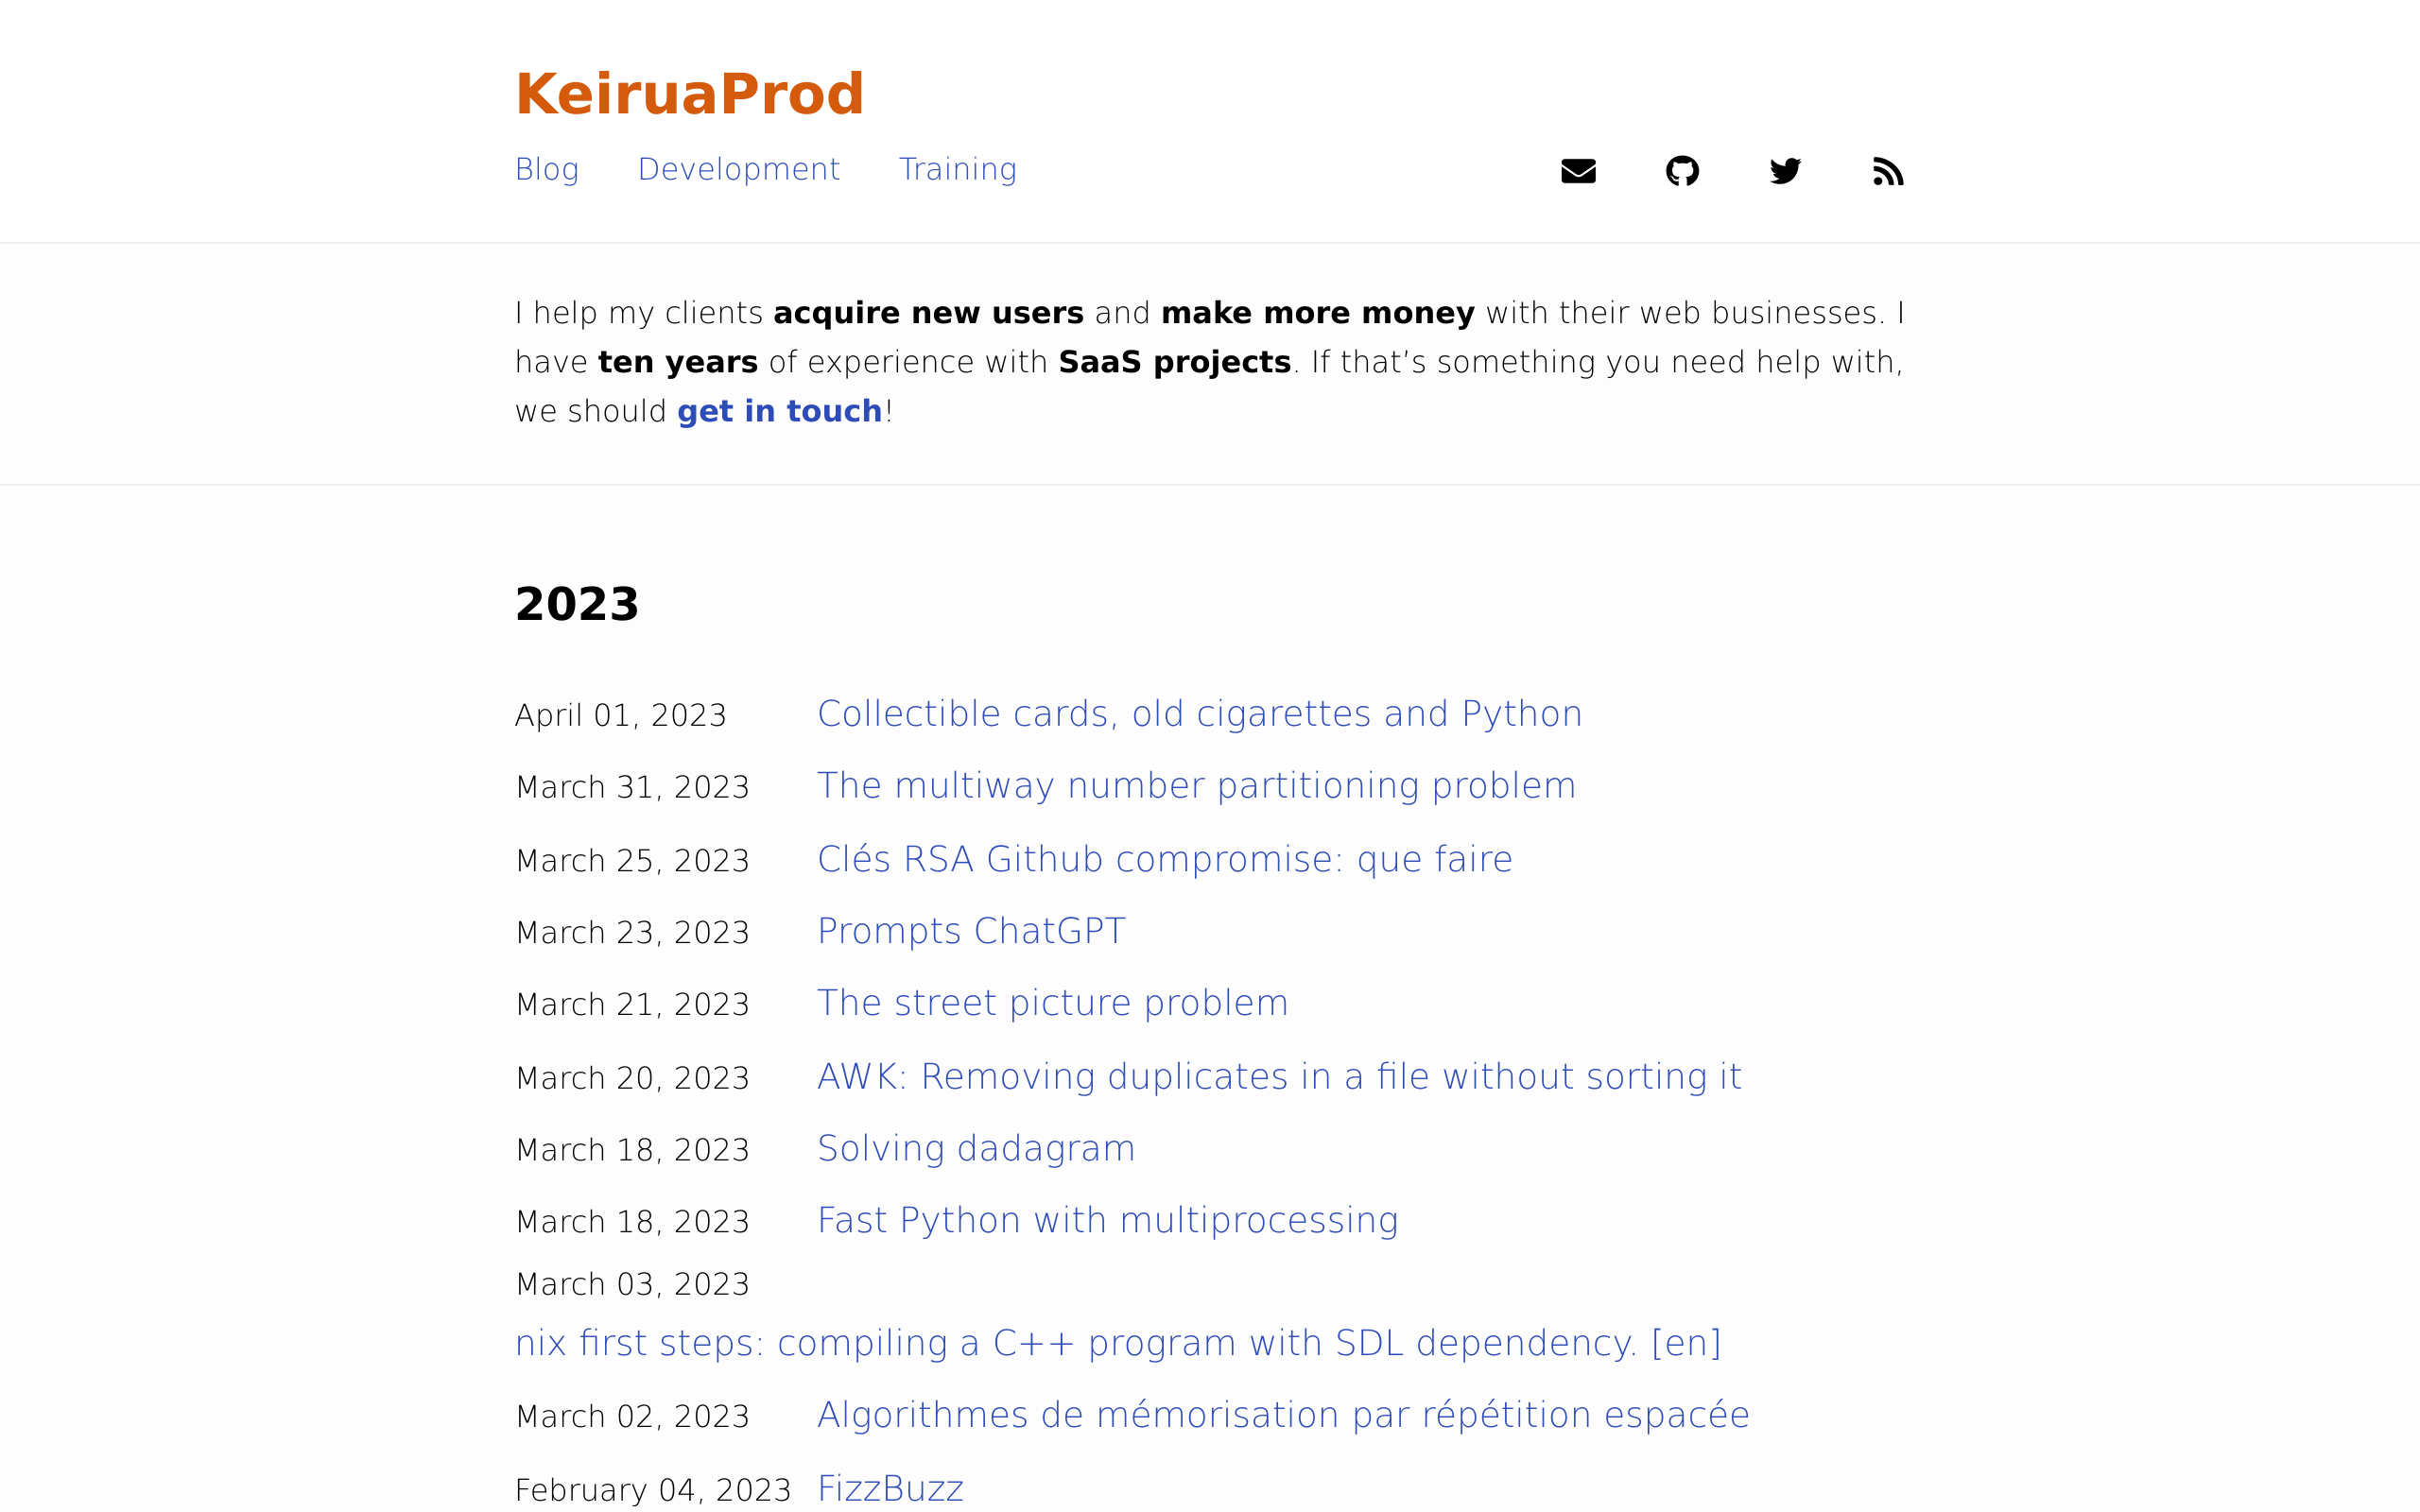 KeiruaProd
Blog Development Training
I help my clients acquire new users and make more money with their web businesses. I
have ten years of experience with SaaS projects. If that’s something you need help with,
we should get in touch!
2023
April 01, 2023 Collectible cards, old cigarettes and Python
March 31, 2023 The multiway number partitioning problem
March 25, 2023 Clés RSA Github compromise: que faire
March 23, 2023 Prompts ChatGPT
March 21, 2023 The street picture problem
March 20, 2023 AWK: Removing duplicates in a file without sorting it
March 18, 2023 Solving dadagram
March 18, 2023 Fast Python with multiprocessing
March 03, 2023
nix first steps: compiling a C++ program with SDL dependency. [en]
March 02, 2023 Algorithmes de mémorisation par répétition espacée
February 04, 2023 FizzBuzz